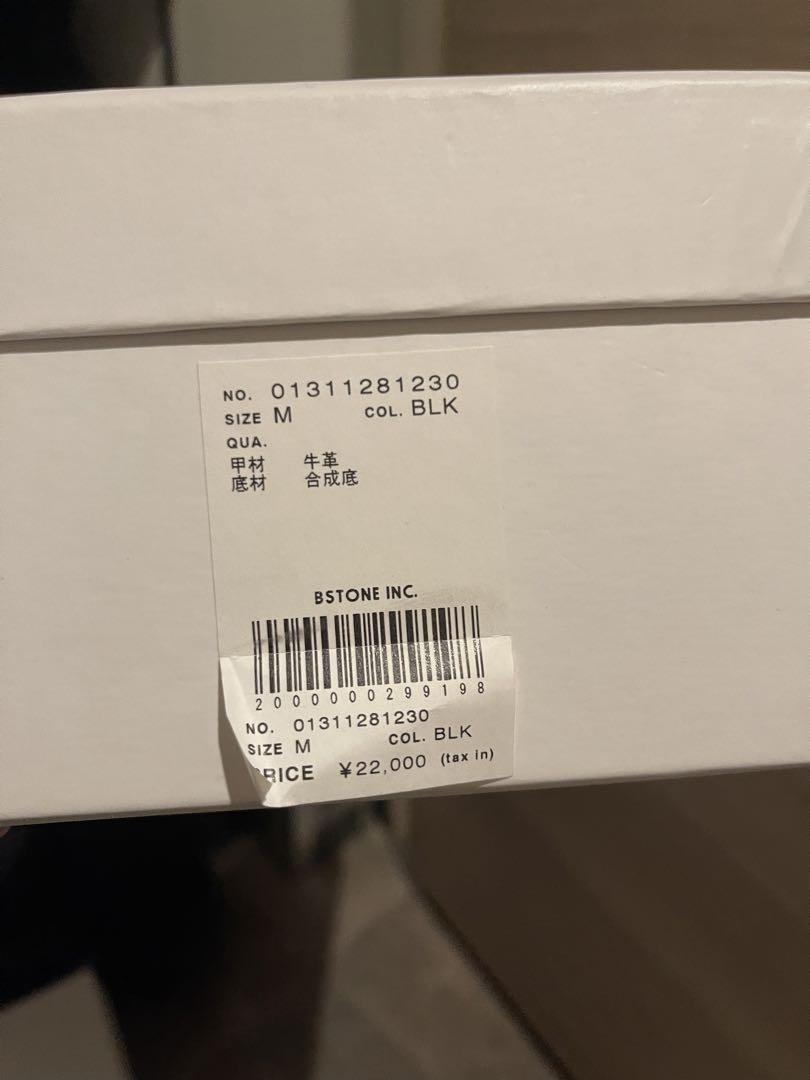 NO. 01311281230
SIZE M COL. BLK
QUA.
甲材 牛革
底材 合成底
BSTONE INC.
2000000299198
NO. 01311281230
SIZE M COL. BLK
PRICE ¥22,000 (tax in)